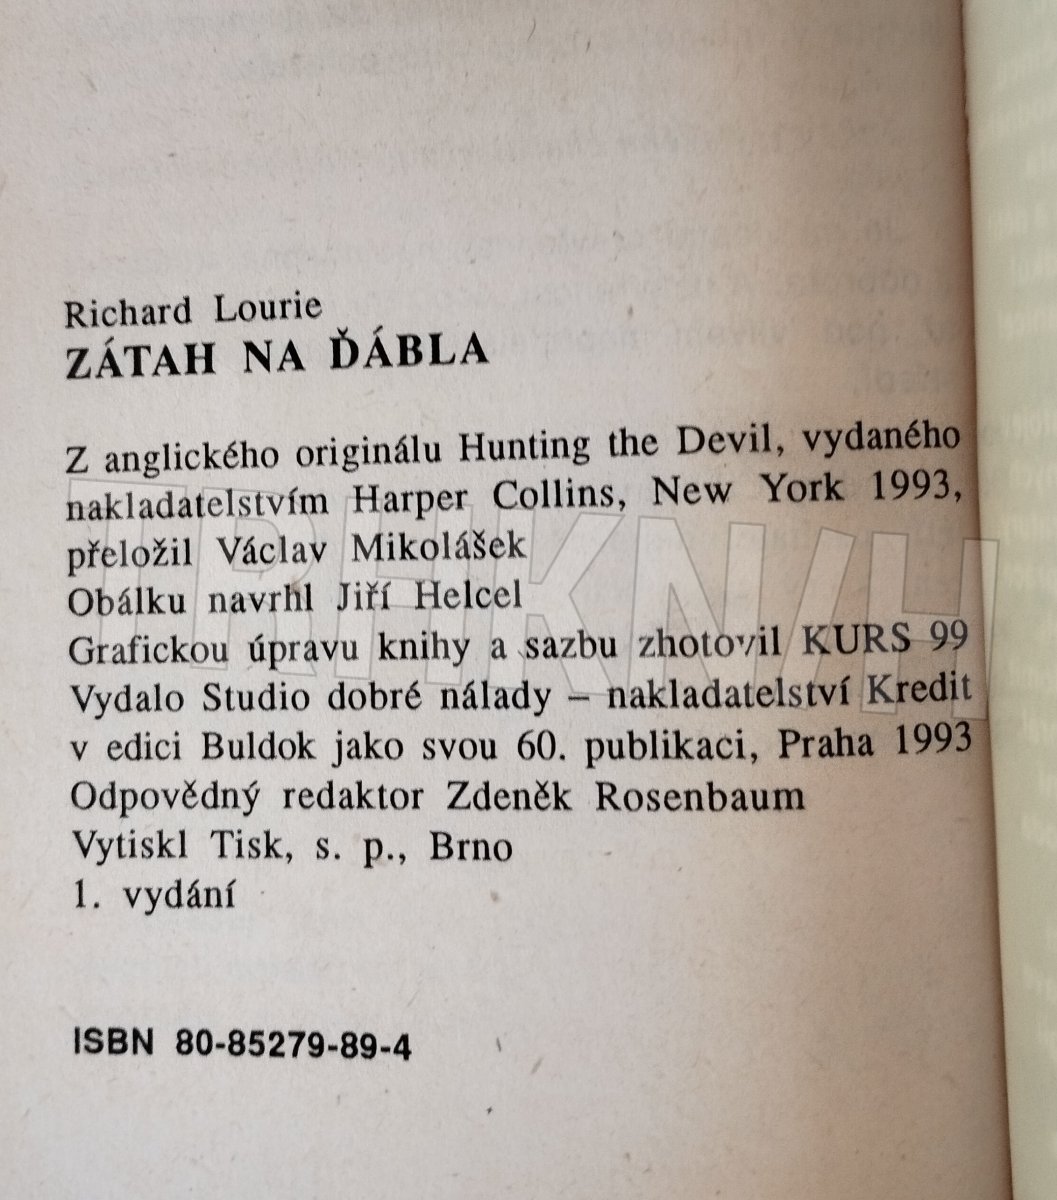 Richard Lourie
ZÁTAH NA ĎÁBLA
Z anglického originálu Hunting the Devil, vydaného
nakladatelstvím Harper Collins, New York 1993,
přeložil Václav Mikolášek
Obálku navrhl Jiří Helcel
Grafickou úpravu knihy a sazbu zhotovil KURS 99
Vydalo Studio dobré nálady – nakladatelství Kredit
v edici Buldok jako svou 60. publikaci, Praha 1993
Odpovědný redaktor Zdeněk Rosenbaum
Vytiskl Tisk, s. p., Brno
1. vydání
ISBN 80-85279-89-4